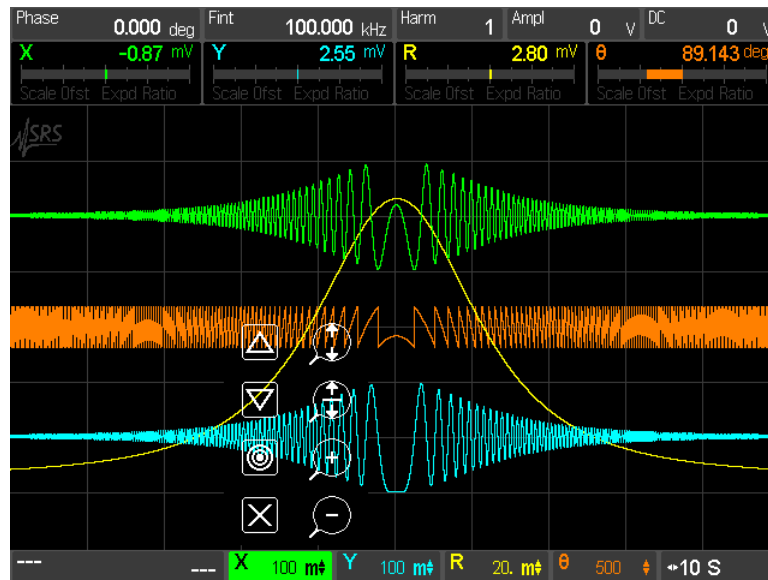 Phase 0.000 deg Fint 100.000 kHz Harm 1 Ampl 0 V DC 0 V
X -0.87 mV Y 2.55 mV R 2.80 mV θ 89.143 deg
Scale Ofst Expd Ratio Scale Ofst Expd Ratio Scale Ofst Expd Ratio Scale Ofst Expd Ratio
SRS
--- --- X 100 m Y 100 m R 20. m θ 500 10 S